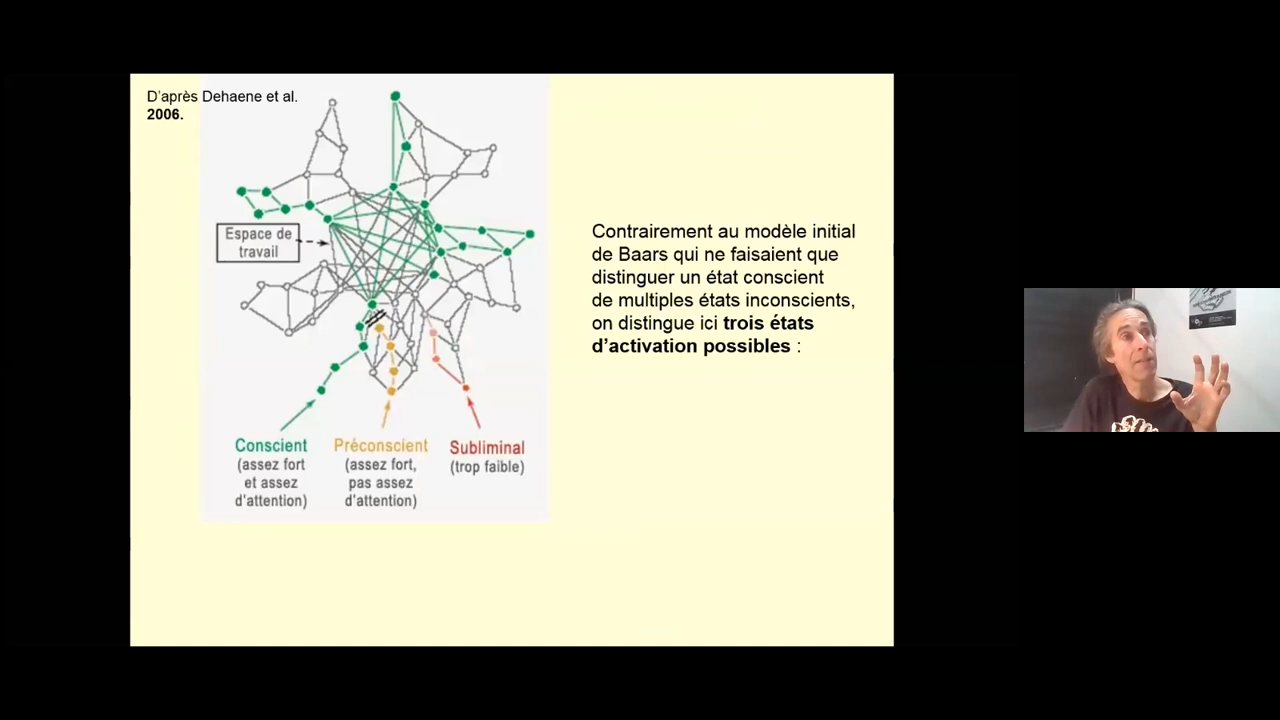 D'après Dehaene et al.
2006.
Espace de
travail
Conscient
(assez fort
et assez
d'attention)
Préconscient
(assez fort,
pas assez
d'attention)
Subliminal
(trop faible)
Contrairement au modèle initial
de Baars qui ne faisaient que
distinguer un état conscient
de multiples états inconscients,
on distingue ici trois états
d’activation possibles :